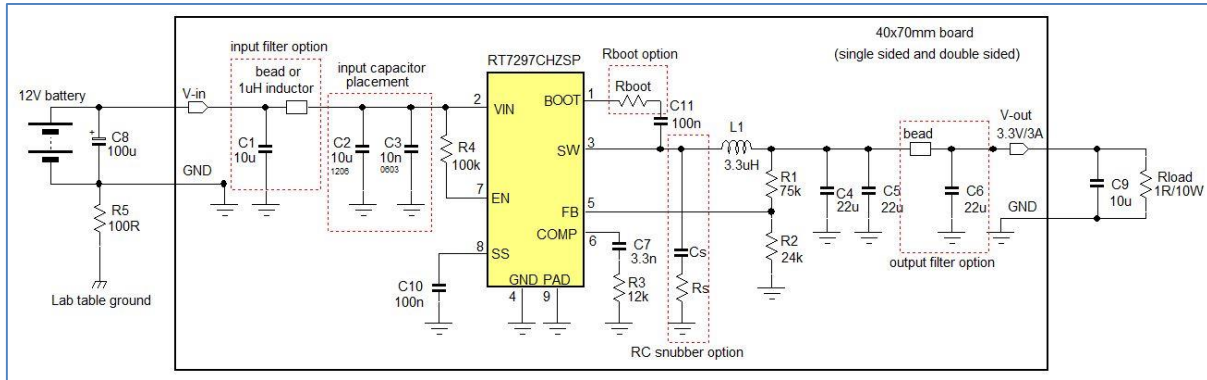 40x70mm board
(single sided and double sided)
input filter option
bead or
1uH inductor
input capacitor
placement
RT7297CHZSP
Rboot option
Rboot
12V battery
V-in
2
VIN
BOOT
1
C11
100n
+
C8
100u
C1
10u
C2
10u
1206
C3
10n
0603
R4
100k
SW
3
L1
3.3uH
bead
V-out
3.3V/3A
GND
7
EN
R1
75k
C4
22u
C5
22u
C6
22u
C9
10u
Rload
1R/10W
R5
100R
FB
5
GND
COMP
6
8
SS
C7
3.3n
Cs
R2
24k
output filter option
C10
100n
R3
12k
Rs
GND
PAD
4
9
Lab table ground
RC snubber option